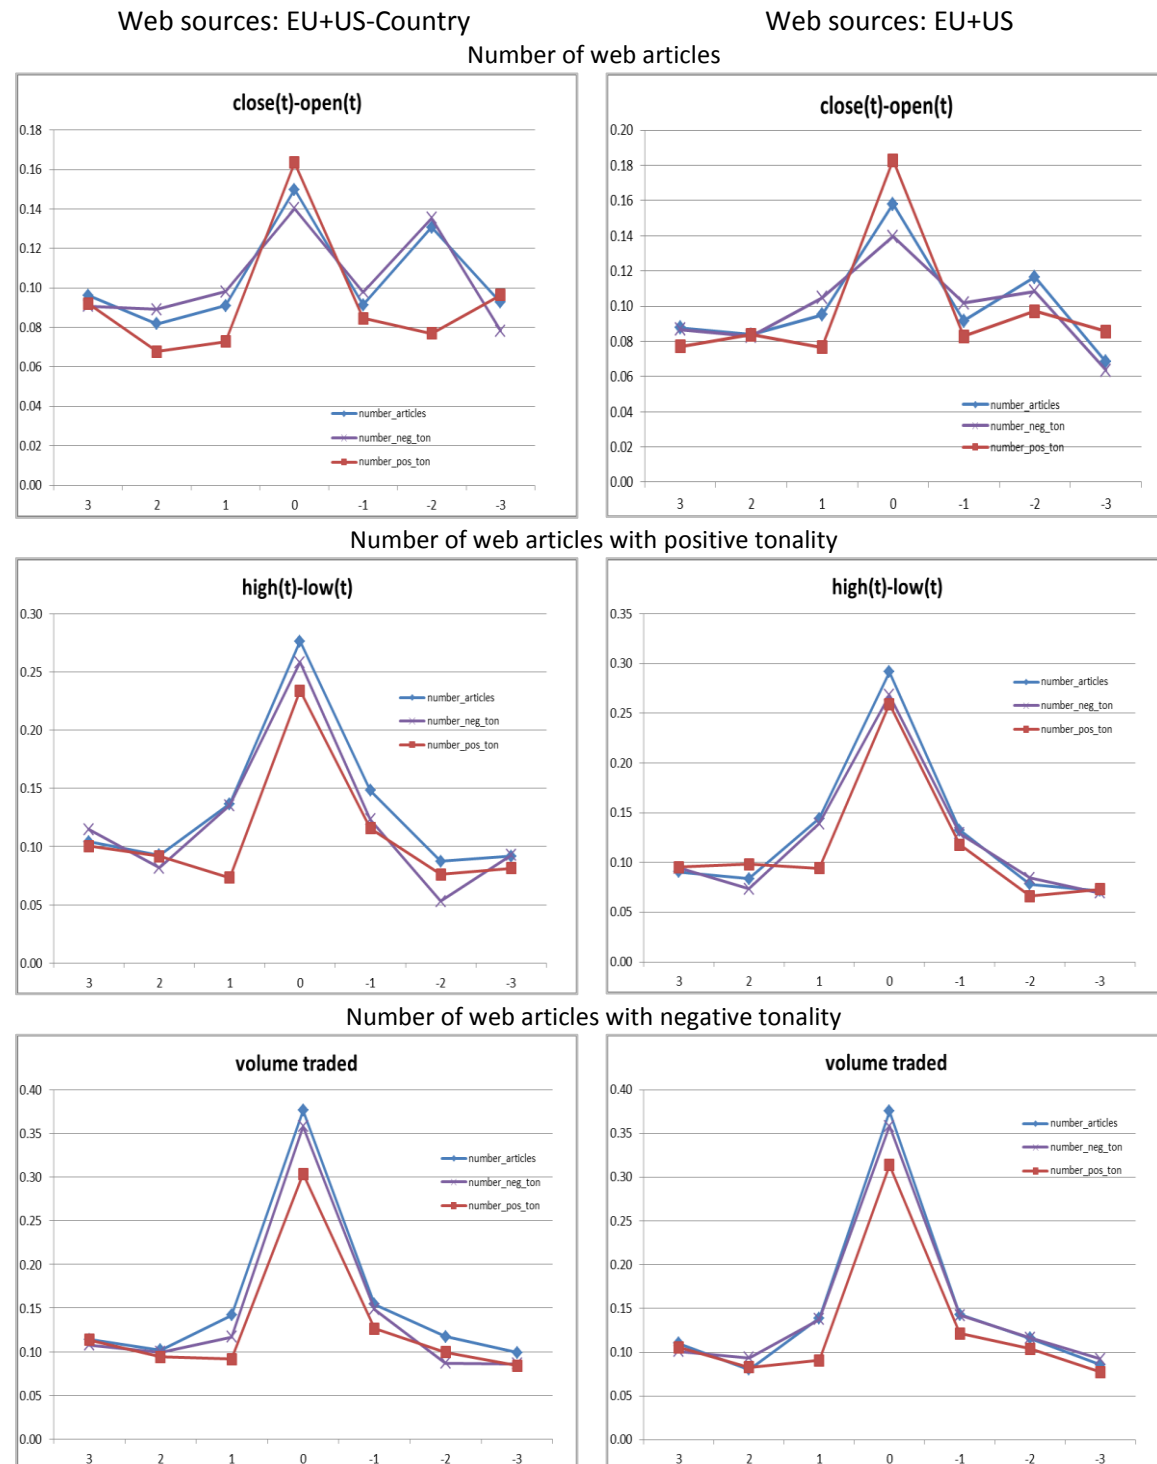 Web sources: EU+US-Country
Web sources: EU+US
Number of web articles
close(t)-open(t)
0.18
0.16
0.14
0.12
0.10
0.08
0.06
0.04
0.02
0.00
number_articles
number_neg_ton
number_pos_ton
3 2 1 0 -1 -2 -3
close(t)-open(t)
0.20
0.18
0.16
0.14
0.12
0.10
0.08
0.06
0.04
0.02
0.00
number_articles
number_neg_ton
number_pos_ton
3 2 1 0 -1 -2 -3
Number of web articles with positive tonality
high(t)-low(t)
0.30
0.25
0.20
0.15
0.10
0.05
0.00
number_articles
number_neg_ton
number_pos_ton
3 2 1 0 -1 -2 -3
high(t)-low(t)
0.35
0.30
0.25
0.20
0.15
0.10
0.05
0.00
number_articles
number_neg_ton
number_pos_ton
3 2 1 0 -1 -2 -3
Number of web articles with negative tonality
volume traded
0.40
0.35
0.30
0.25
0.20
0.15
0.10
0.05
0.00
number_articles
number_neg_ton
number_pos_ton
3 2 1 0 -1 -2 -3
volume traded
0.40
0.35
0.30
0.25
0.20
0.15
0.10
0.05
0.00
number_articles
number_neg_ton
number_pos_ton
3 2 1 0 -1 -2 -3